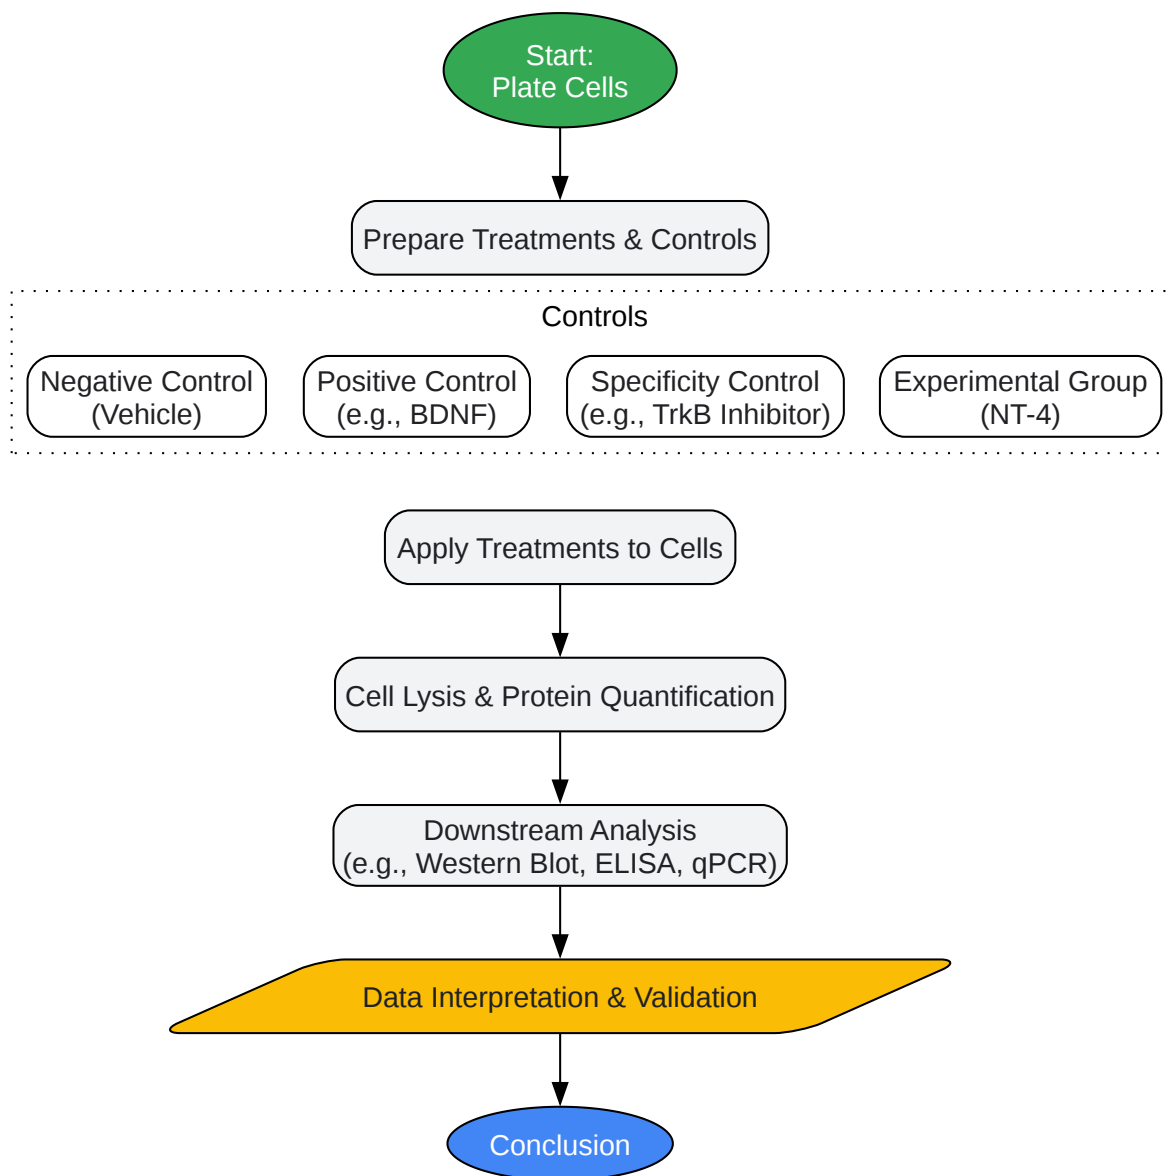 Start:
Plate Cells
Prepare Treatments & Controls
Controls
Negative Control
(Vehicle)
Positive Control
(e.g., BDNF)
Specificity Control
(e.g., TrkB Inhibitor)
Experimental Group
(NT-4)
Apply Treatments to Cells
Cell Lysis & Protein Quantification
Downstream Analysis
(e.g., Western Blot, ELISA, qPCR)
Data Interpretation & Validation
Conclusion